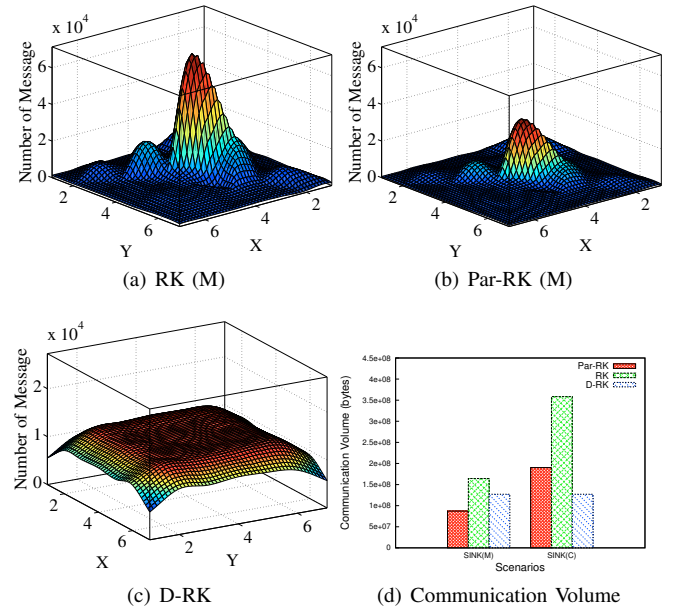 x 10^4
Number of Message
6
4
2
0
2
4
6
Y
6
4
2
X
(a) RK (M)
x 10^4
Number of Message
6
4
2
0
2
4
6
Y
6
4
2
X
(b) Par-RK (M)
x 10^4
Number of Message
2
1
0
2
4
6
X
2
4
6
Y
(c) D-RK
Communication Volume (bytes)
4.5e+08
4e+08
3.5e+08
3e+08
2.5e+08
2e+08
1.5e+08
1e+08
5e+07
0
Par-RK
RK
D-RK
SINK(M)
SINK(C)
Scenarios
(d) Communication Volume